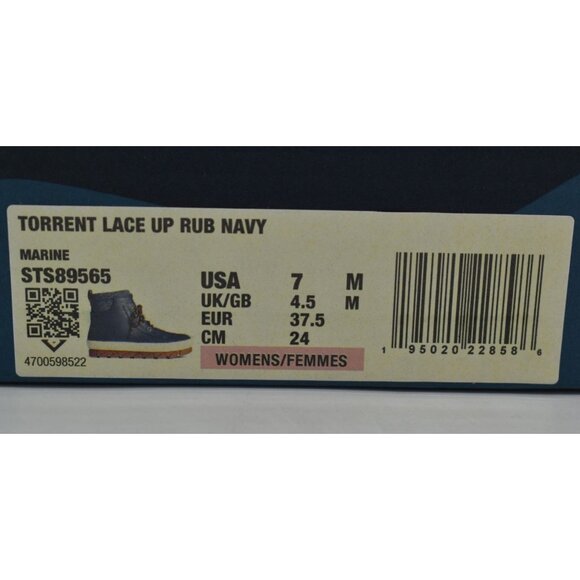 TORRENT LACE UP RUB NAVY
MARINE
STS89565
4700598522
USA 7 M
UK/GB 4.5 M
EUR 37.5
CM 24
WOMENS/FEMMES
1 95020 22858 6